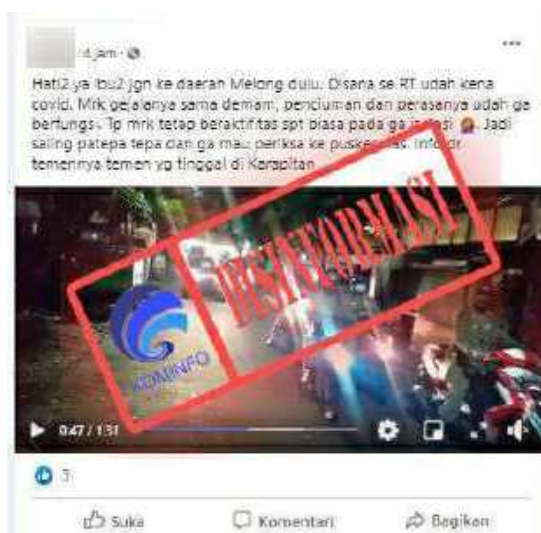 4 jam
Hati2 ya ibu2 jgn ke daerah Melong dulu. Disana se RT udah kena
covid. Mrk gejalanya sama demam, penciuman dan perasanya udah ga
berfungsi. Tp mrk tetap beraktifitas spt biasa pada ga isolasi Jadi
saling patepa tepa dan ga mau periksa ke puskesmas. Info dr
temennya temen yg tinggal di Karapitan
DISINFORMASI
KOMINFO
0:47 / 1:31
3
Suka Komentari Bagikan